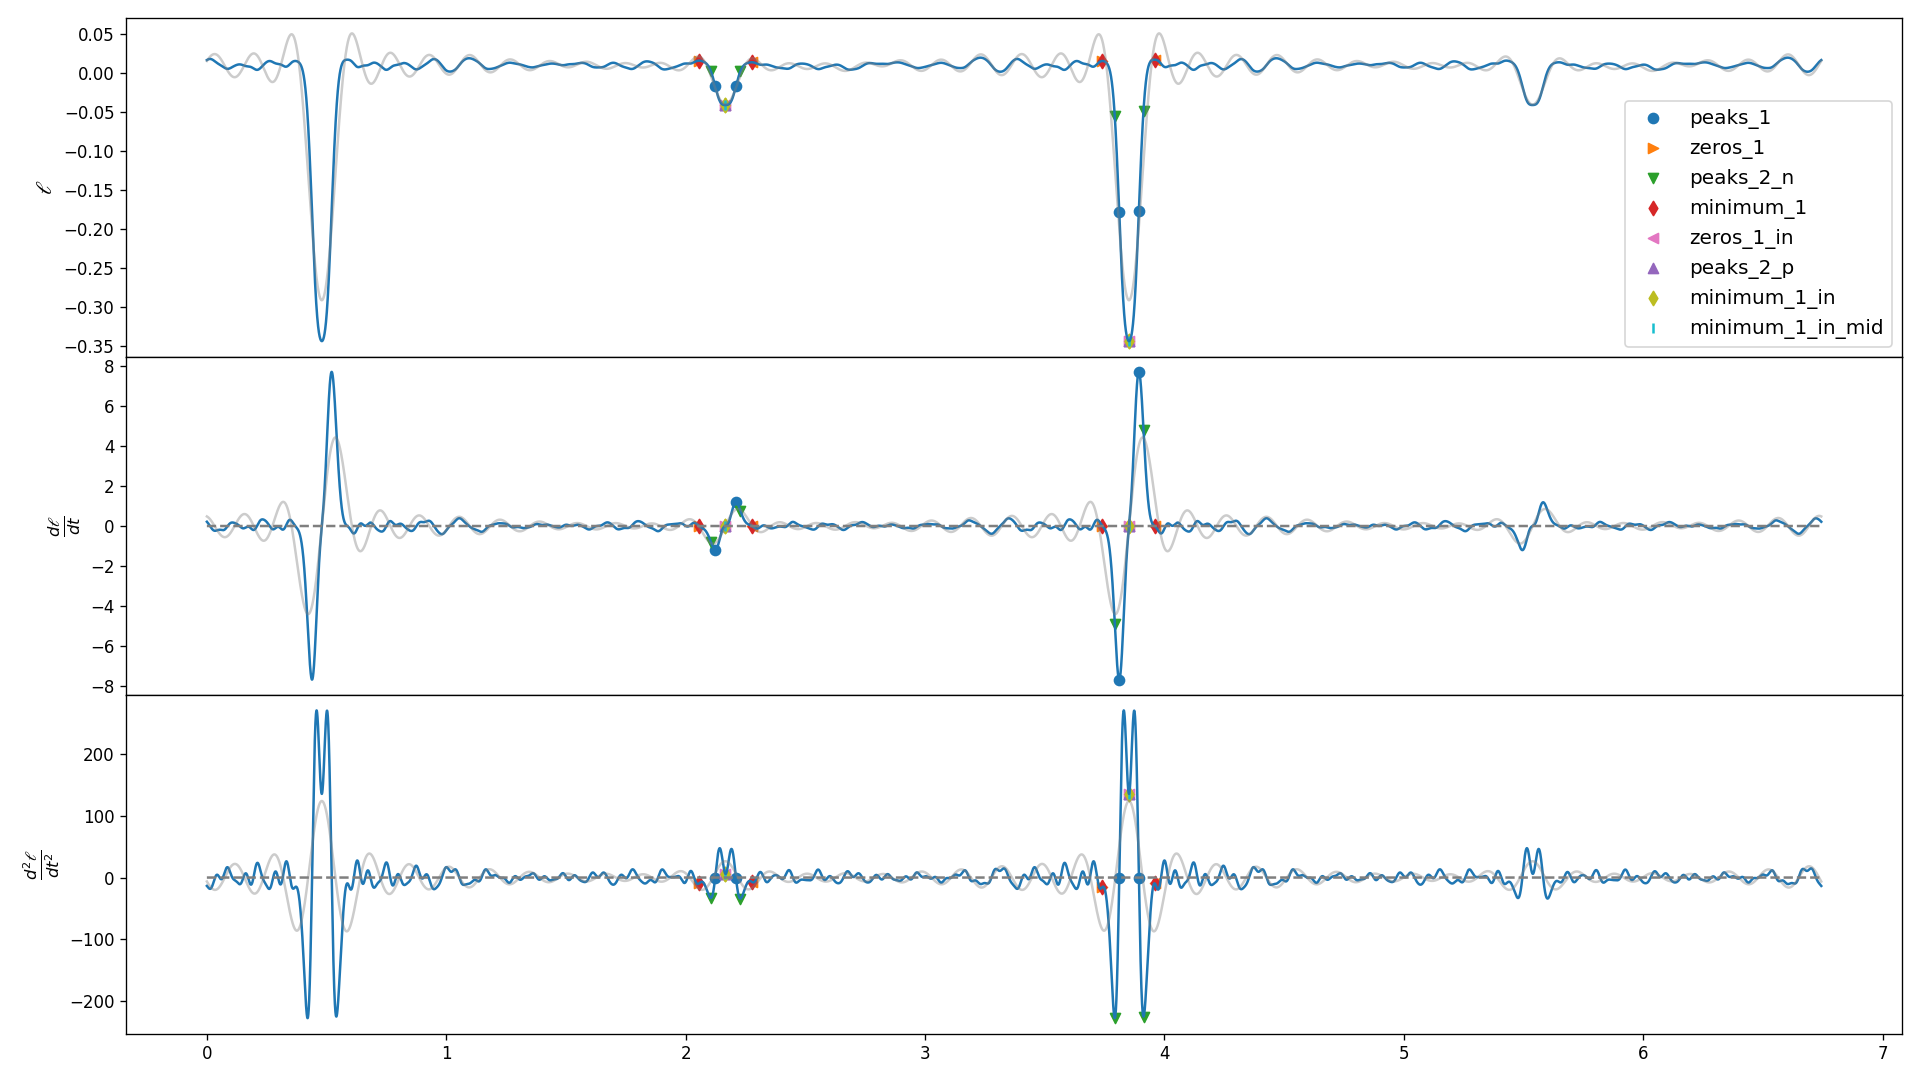 0.05
0.00
−0.05
−0.10
−0.15
−0.20
−0.25
−0.30
−0.35
ℓ
peaks_1
zeros_1
peaks_2_n
minimum_1
zeros_1_in
peaks_2_p
minimum_1_in
minimum_1_in_mid
8
6
4
2
0
−2
−4
−6
−8
dℓ
dt
200
100
0
−100
−200
d²ℓ
dt²
0 1 2 3 4 5 6 7